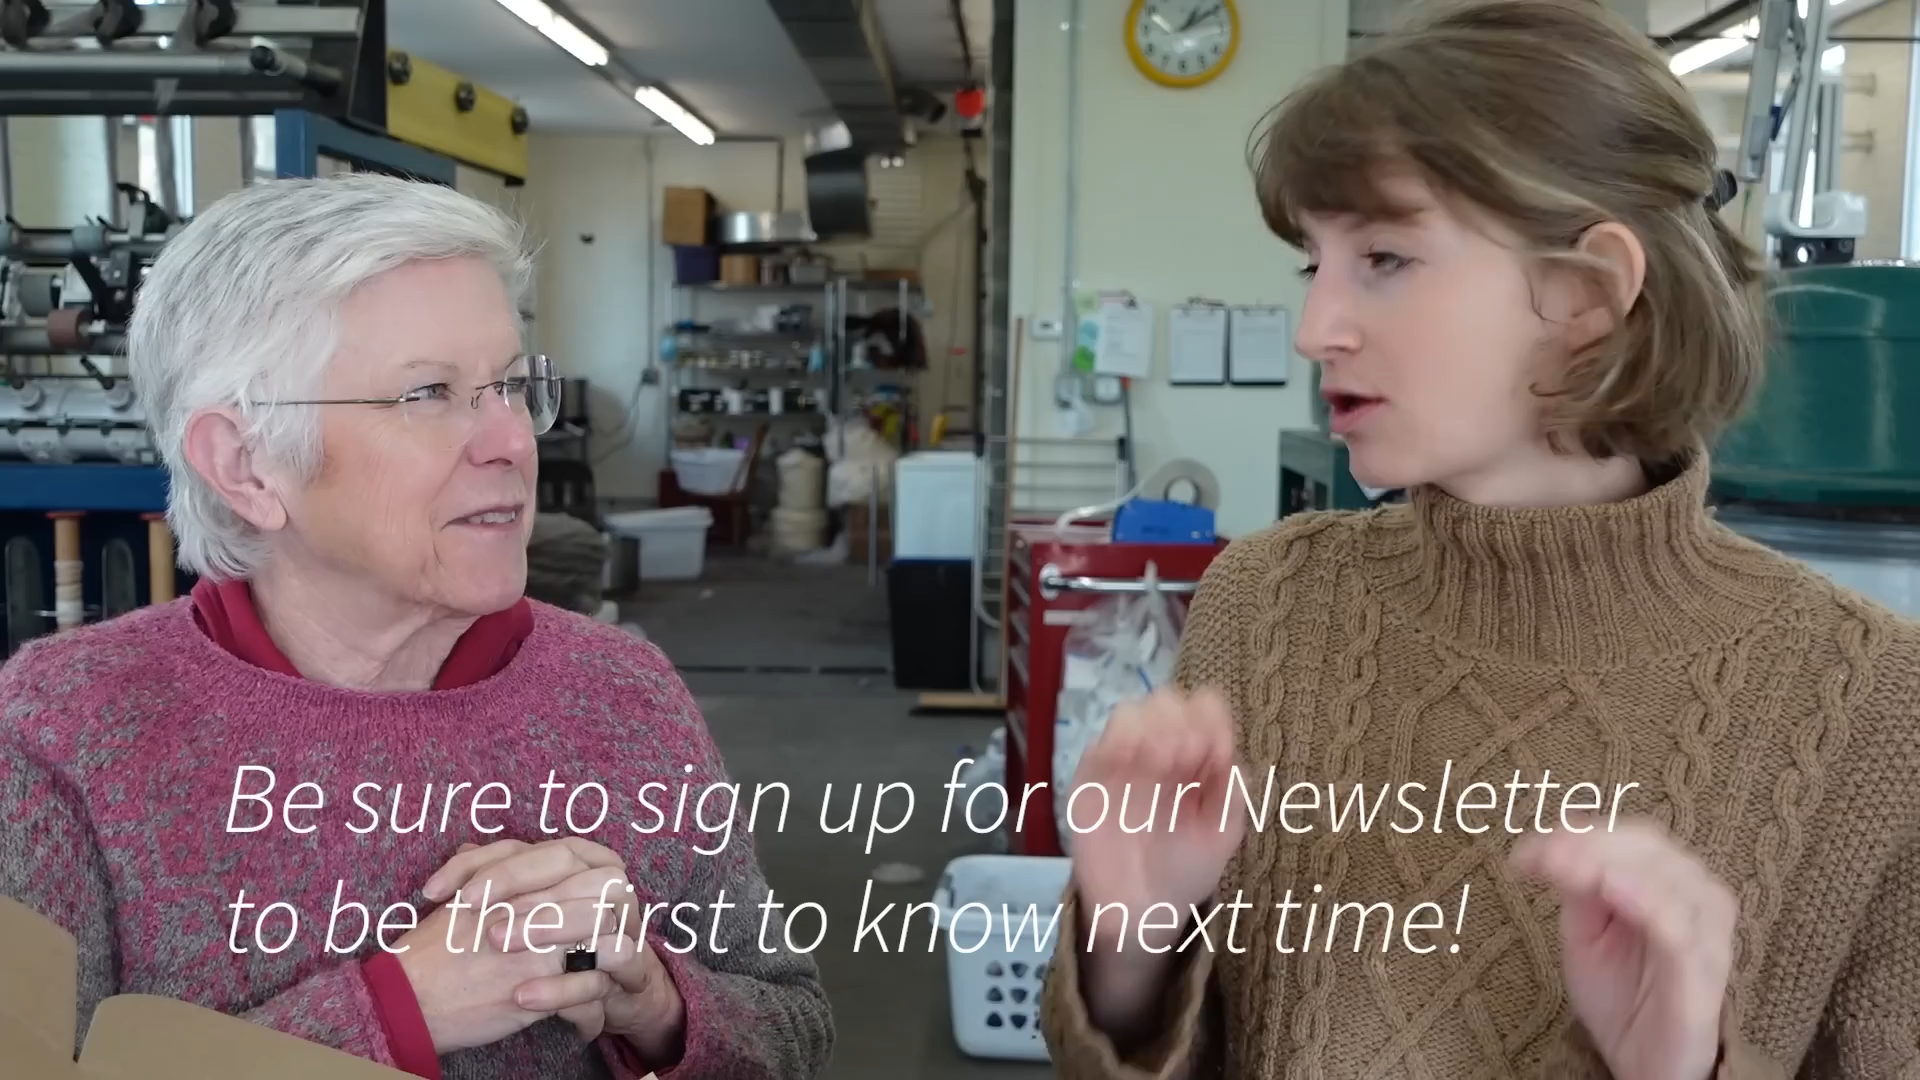 Be sure to sign up for our Newsletter
to be the first to know next time!